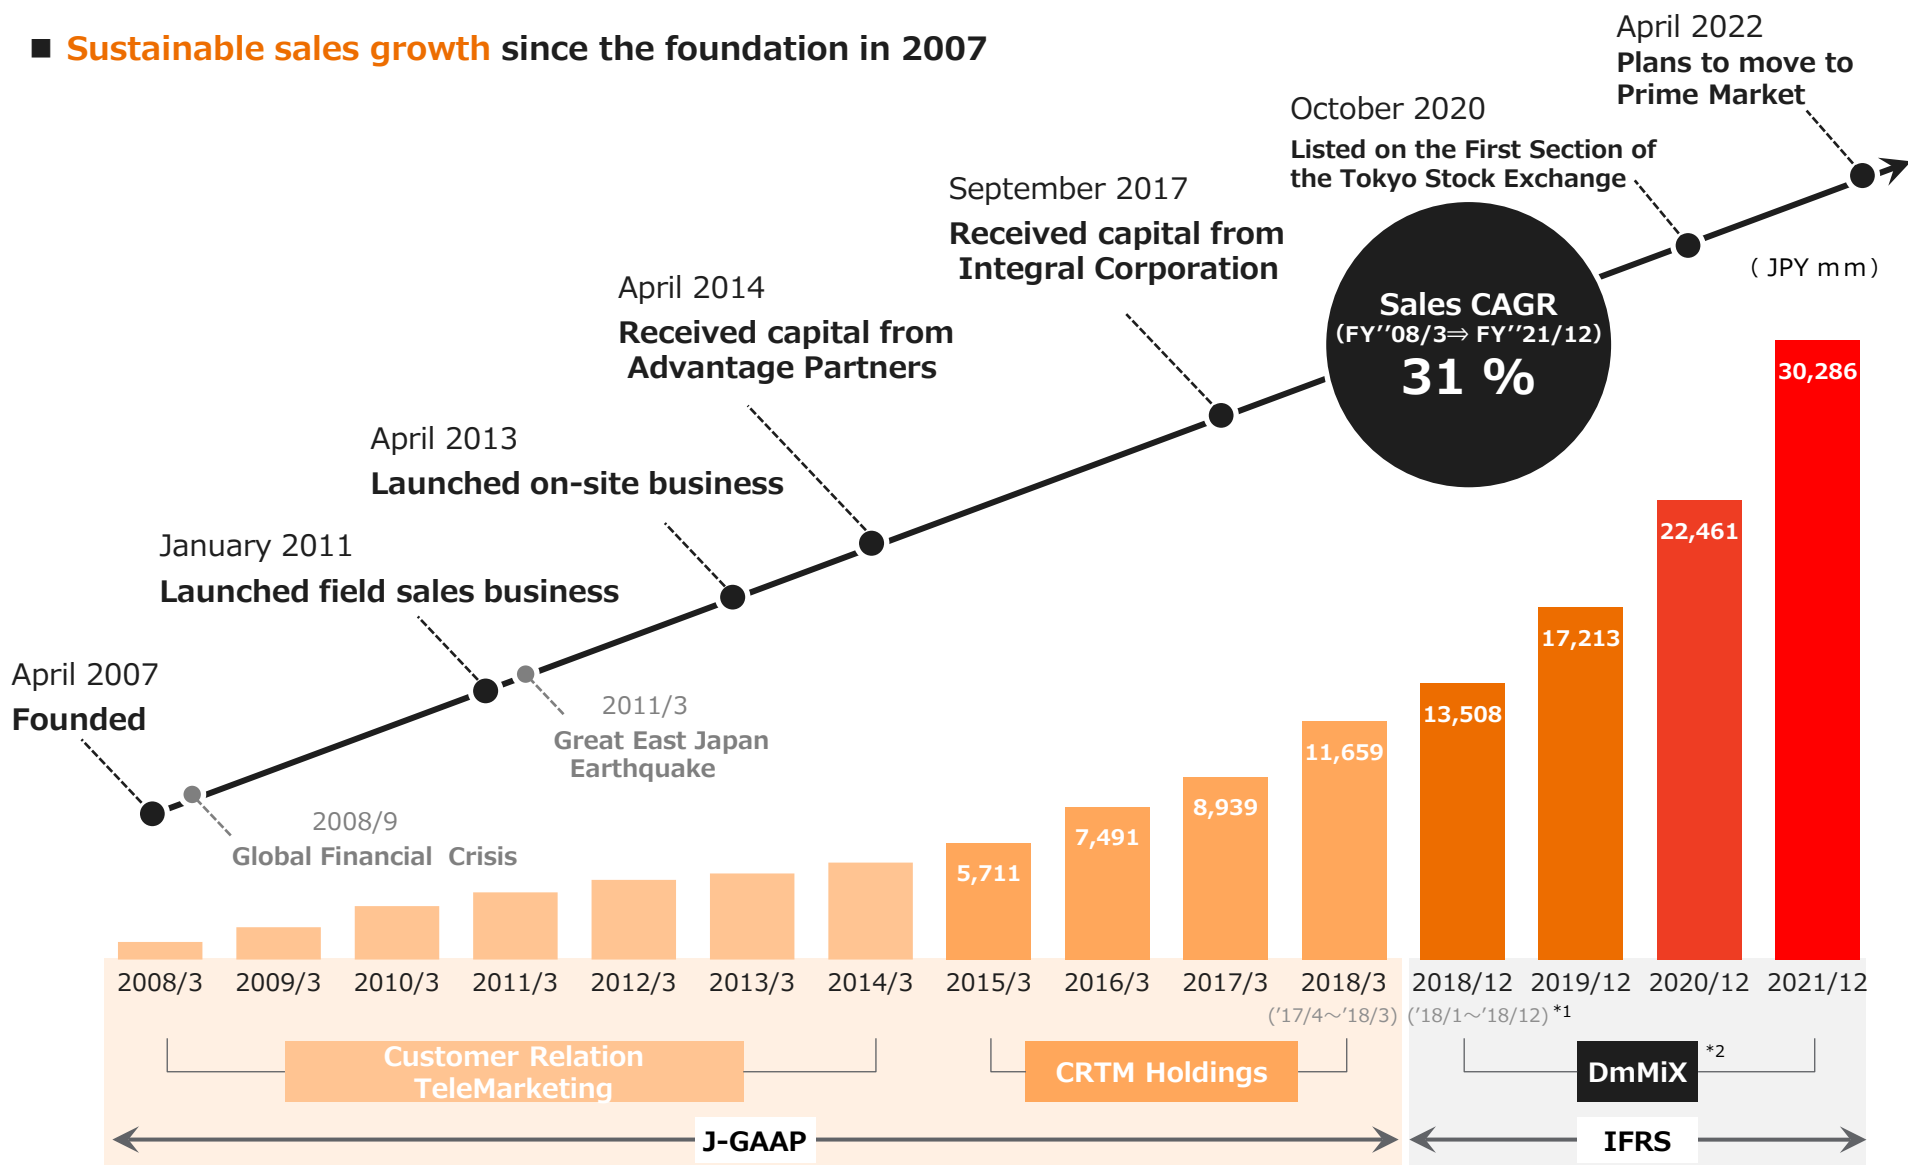 ■ Sustainable sales growth since the foundation in 2007
April 2022
Plans to move to
Prime Market
October 2020
Listed on the First Section of
the Tokyo Stock Exchange
September 2017
Received capital from
Integral Corporation
April 2014
Received capital from
Advantage Partners
April 2013
Launched on-site business
January 2011
Launched field sales business
April 2007
Founded
2011/3
Great East Japan
Earthquake
2008/9
Global Financial Crisis
Sales CAGR
(FY''08/3⇒ FY''21/12)
31 %
( JPY mm)
5,711
7,491
8,939
11,659
13,508
17,213
22,461
30,286
2008/3 2009/3 2010/3 2011/3 2012/3 2013/3 2014/3 2015/3 2016/3 2017/3 2018/3 2018/12 2019/12 2020/12 2021/12
('17/4～'18/3) ('18/1～'18/12) *1
Customer Relation
TeleMarketing
CRTM Holdings
DmMiX *2
J-GAAP
IFRS